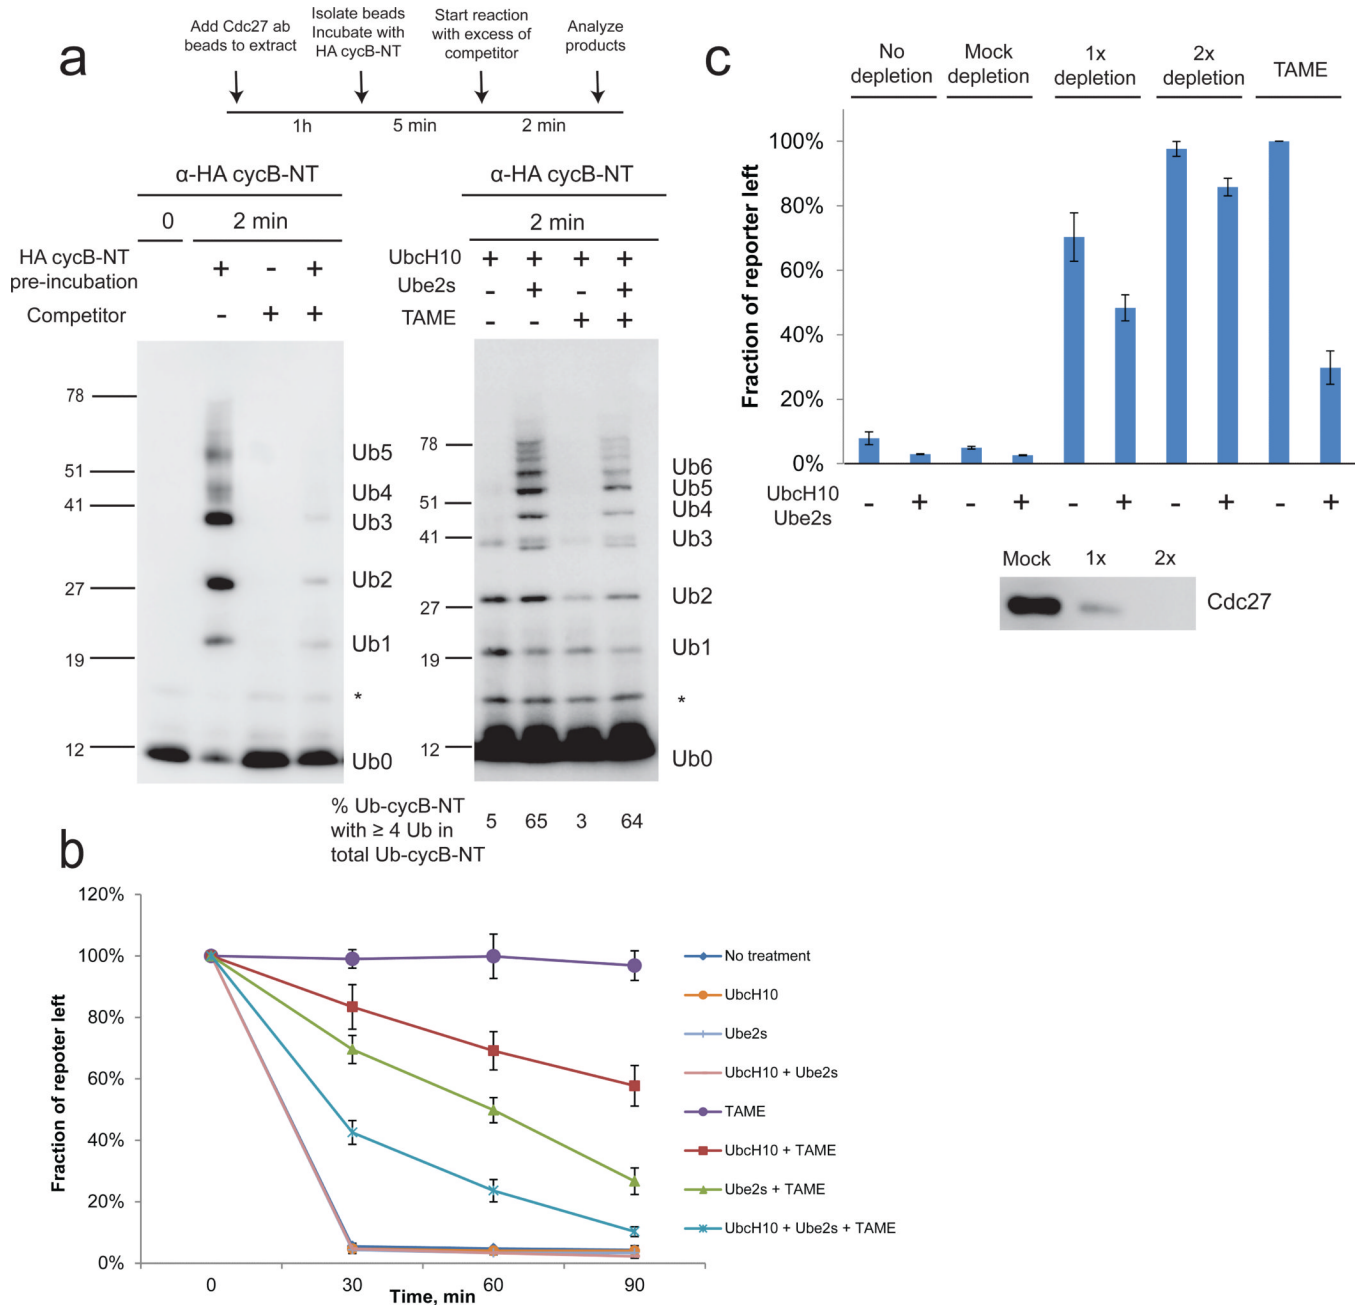 a
Add Cdc27 ab
beads to extract
Isolate beads
Incubate with
HA cycB-NT
Start reaction
with excess of
competitor
Analyze
products
1h
5 min
2 min
α-HA cycB-NT
0
2 min
HA cycB-NT
pre-incubation
+ - +
Competitor
- + +
78
51
41
27
19
12
Ub5
Ub4
Ub3
Ub2
Ub1
*
Ub0
α-HA cycB-NT
2 min
UbcH10 + + + +
Ube2s - + - +
TAME - - + +
78
51
41
27
19
12
Ub6
Ub5
Ub4
Ub3
Ub2
Ub1
*
Ub0
% Ub-cycB-NT
with ≥ 4 Ub in
total Ub-cycB-NT
5 65 3 64
b
Fraction of repoter left
120%
100%
80%
60%
40%
20%
0%
0 30 60 90
Time, min
No treatment
UbcH10
Ube2s
UbcH10 + Ube2s
TAME
UbcH10 + TAME
Ube2s + TAME
UbcH10 + Ube2s + TAME
c
No
depletion
Mock
depletion
1x
depletion
2x
depletion
TAME
Fraction of reporter left
100%
80%
60%
40%
20%
0%
UbcH10
Ube2s
- + - + - + - + - +
Mock 1x 2x
Cdc27